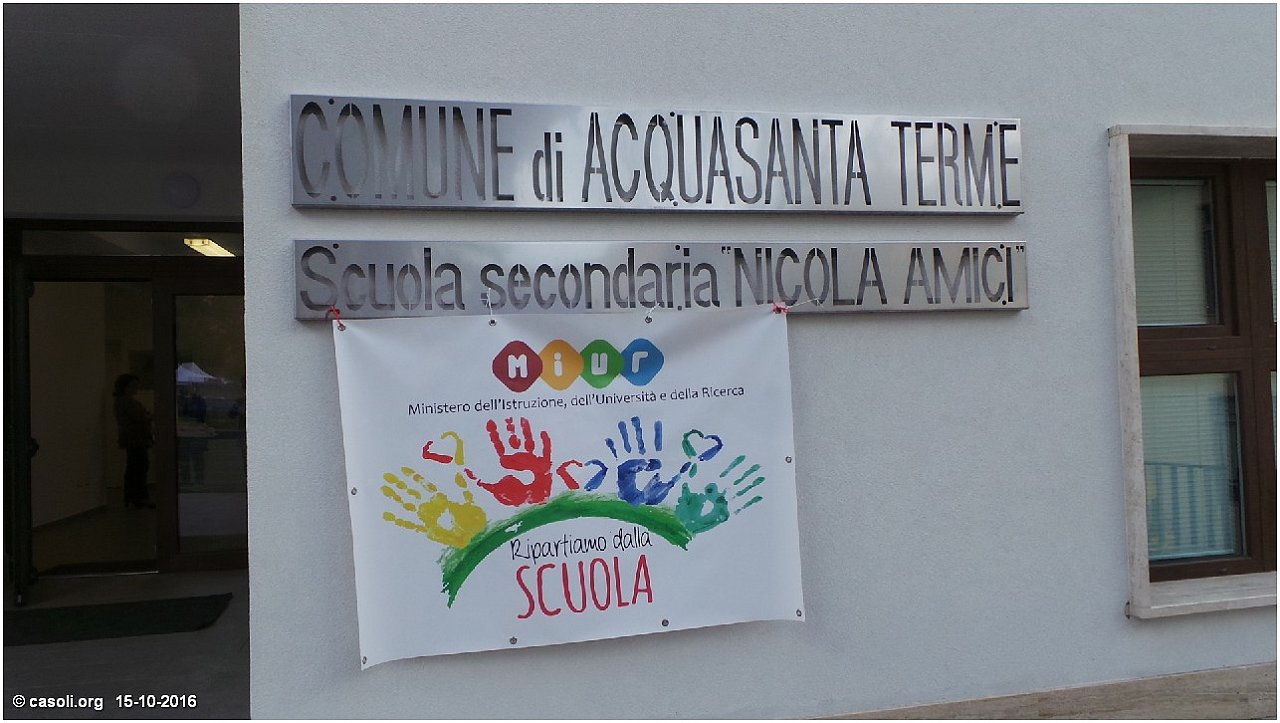 COMUNE di ACQUASANTA TERME
Scuola secondaria "NICOLA AMICI"
Miur
Ministero dell'Istruzione, dell'Università e della Ricerca
Ripartiamo dalla
SCUOLA
© casoli.org 15-10-2016